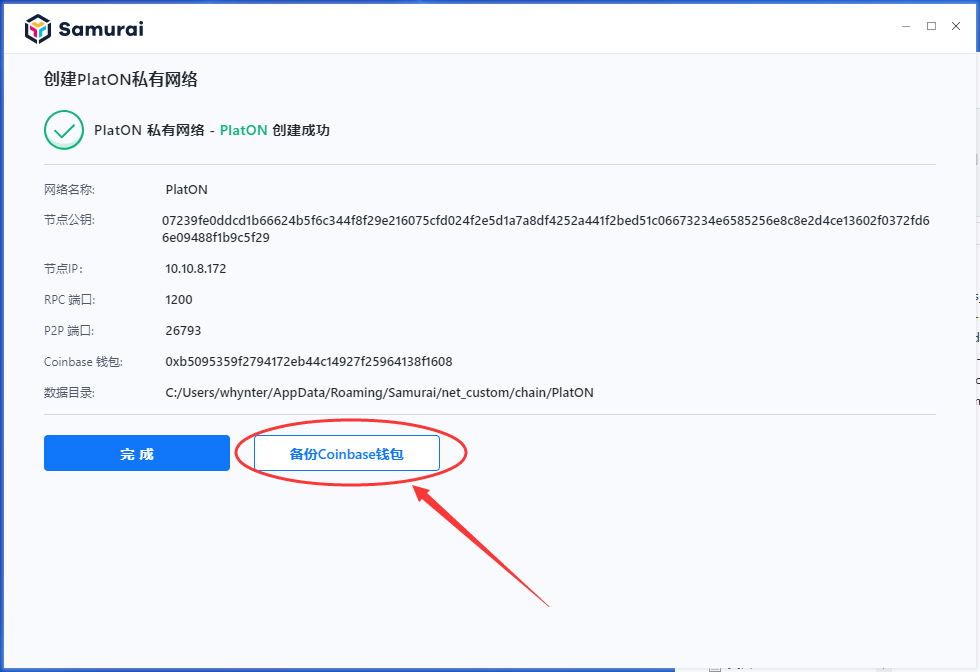 Samurai
创建PlatON私有网络
PlatON 私有网络 - PlatON 创建成功
网络名称: PlatON
节点公钥: 07239fe0ddcd1b66624b5f6c344f8f29e216075cfd024f2e5d1a7a8df4252a441f2bed51c06673234e6585256e8c8e2d4ce13602f0372fd6
6e09488f1b9c5f29
节点IP: 10.10.8.172
RPC 端口: 1200
P2P 端口: 26793
Coinbase 钱包: 0xb5095359f2794172eb44c14927f25964138f1608
数据目录: C:/Users/whynter/AppData/Roaming/Samurai/net_custom/chain/PlatON
完 成 备份Coinbase钱包